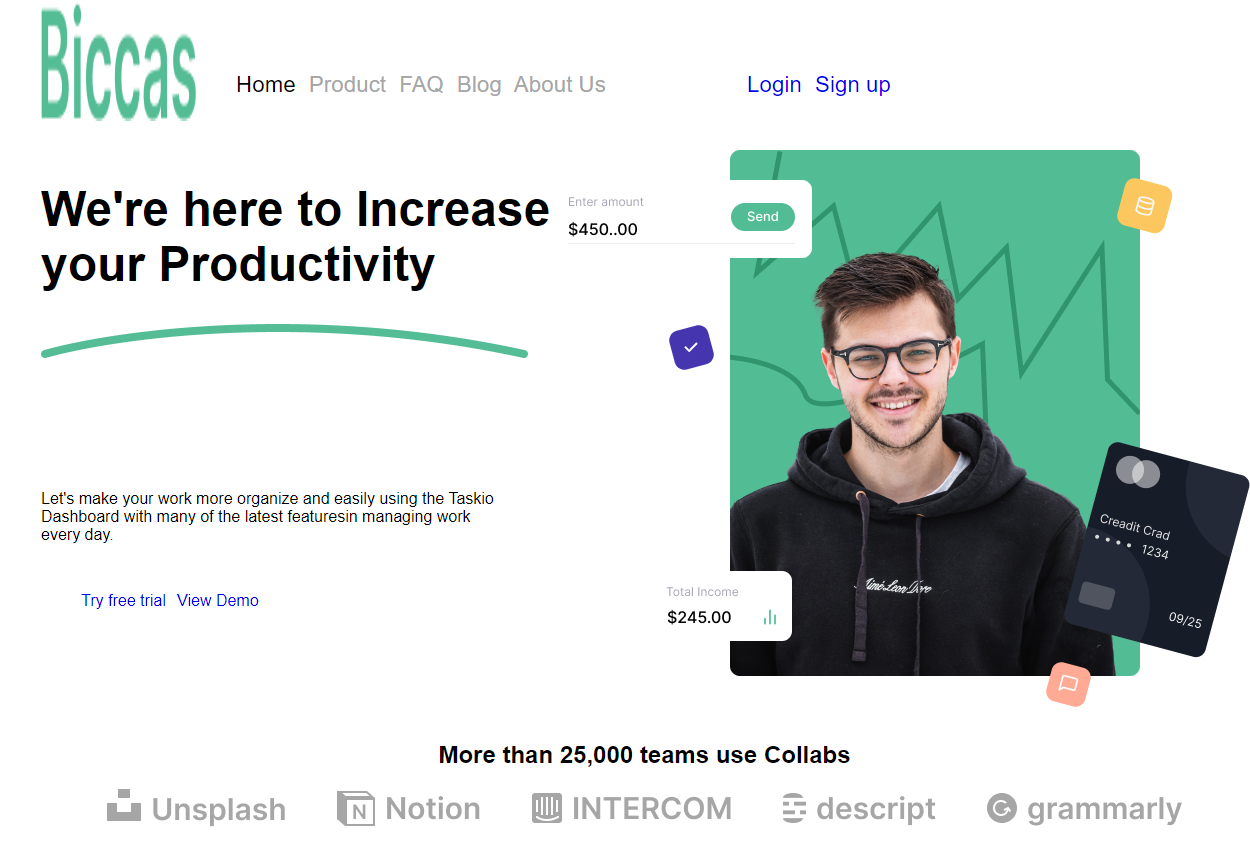 Biccas
Home Product FAQ Blog About Us
Login Sign up
We're here to Increase
your Productivity
Enter amount
$450..00
Send
Let's make your work more organize and easily using the Taskio
Dashboard with many of the latest featuresin managing work
every day.
Try free trial View Demo
Creadit Crad
1234
09/25
Total Income
$245.00
Aimé Leon Dore
More than 25,000 teams use Collabs
Unsplash
Notion
INTERCOM
descript
grammarly